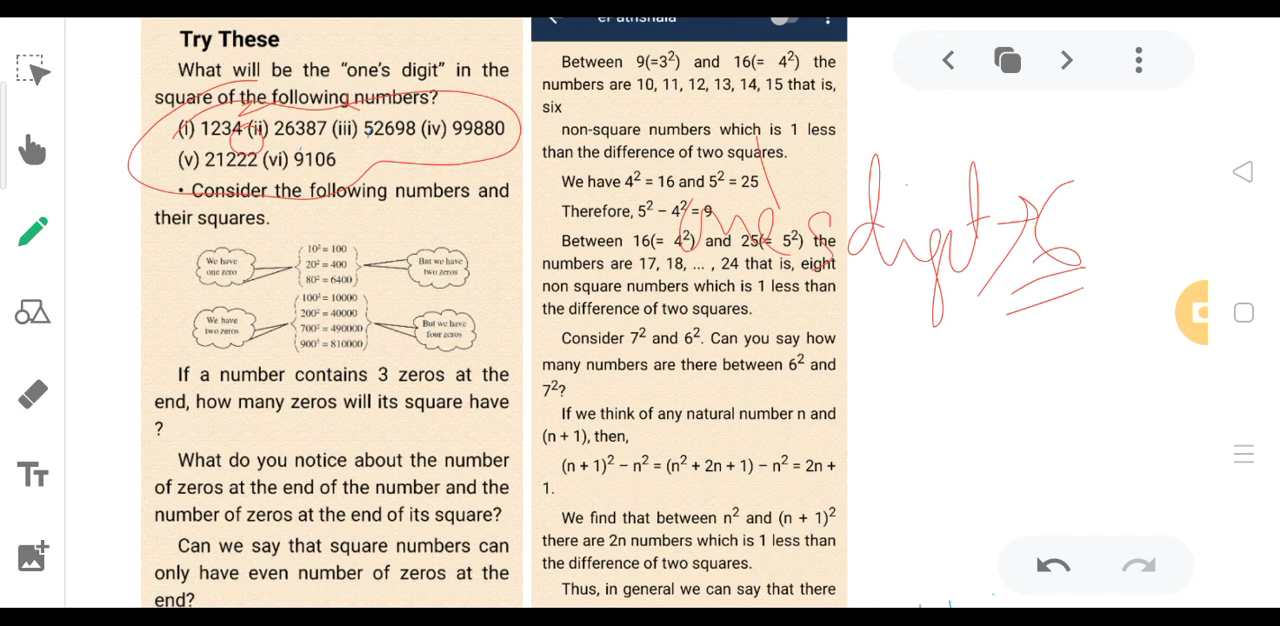 Try These
What will be the “one’s digit” in the
square of the following numbers?
(i) 1234 (ii) 26387 (iii) 52698 (iv) 99880
(v) 21222 (vi) 9106
• Consider the following numbers and
their squares.
We have
one zero
10² = 100
20² = 400
80² = 6400
But we have
two zeros
We have
two zeros
100² = 10000
200² = 40000
700² = 490000
900² = 810000
But we have
four zeros
If a number contains 3 zeros at the
end, how many zeros will its square have
?
What do you notice about the number
of zeros at the end of the number and the
number of zeros at the end of its square?
Can we say that square numbers can
only have even number of zeros at the
end?
ePathshala
Between 9(=3²) and 16(= 4²) the
numbers are 10, 11, 12, 13, 14, 15 that is,
six
non-square numbers which is 1 less
than the difference of two squares.
We have 4² = 16 and 5² = 25
Therefore, 5² − 4² = 9
Between 16(= 4²) and 25(= 5²) the
numbers are 17, 18, ... , 24 that is, eight
non square numbers which is 1 less than
the difference of two squares.
Consider 7² and 6². Can you say how
many numbers are there between 6² and
7²?
If we think of any natural number n and
(n + 1), then,
(n + 1)² − n² = (n² + 2n + 1) − n² = 2n +
1.
We find that between n² and (n + 1)²
there are 2n numbers which is 1 less than
the difference of two squares.
Thus, in general we can say that there
one's digit
6
Tт